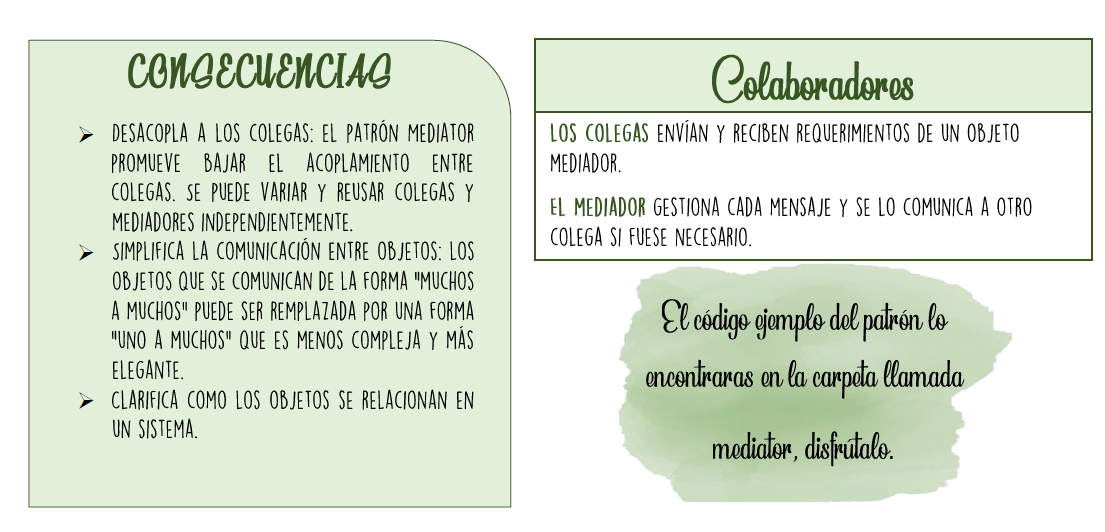 CONSECUENCIAS
DESACOPLA A LOS COLEGAS: EL PATRÓN MEDIATOR
PROMUEVE BAJAR EL ACOPLAMIENTO ENTRE
COLEGAS. SE PUEDE VARIAR Y REUSAR COLEGAS Y
MEDIADORES INDEPENDIENTEMENTE.
SIMPLIFICA LA COMUNICACIÓN ENTRE OBJETOS: LOS
OBJETOS QUE SE COMUNICAN DE LA FORMA "MUCHOS
A MUCHOS" PUEDE SER REMPLAZADA POR UNA FORMA
"UNO A MUCHOS" QUE ES MENOS COMPLEJA Y MÁS
ELEGANTE.
CLARIFICA COMO LOS OBJETOS SE RELACIONAN EN
UN SISTEMA.
Colaboradores
LOS COLEGAS ENVÍAN Y RECIBEN REQUERIMIENTOS DE UN OBJETO
MEDIADOR.
EL MEDIADOR GESTIONA CADA MENSAJE Y SE LO COMUNICA A OTRO
COLEGA SI FUESE NECESARIO.
El código ejemplo del patrón lo
encontraras en la carpeta llamada
mediator, disfrútalo.